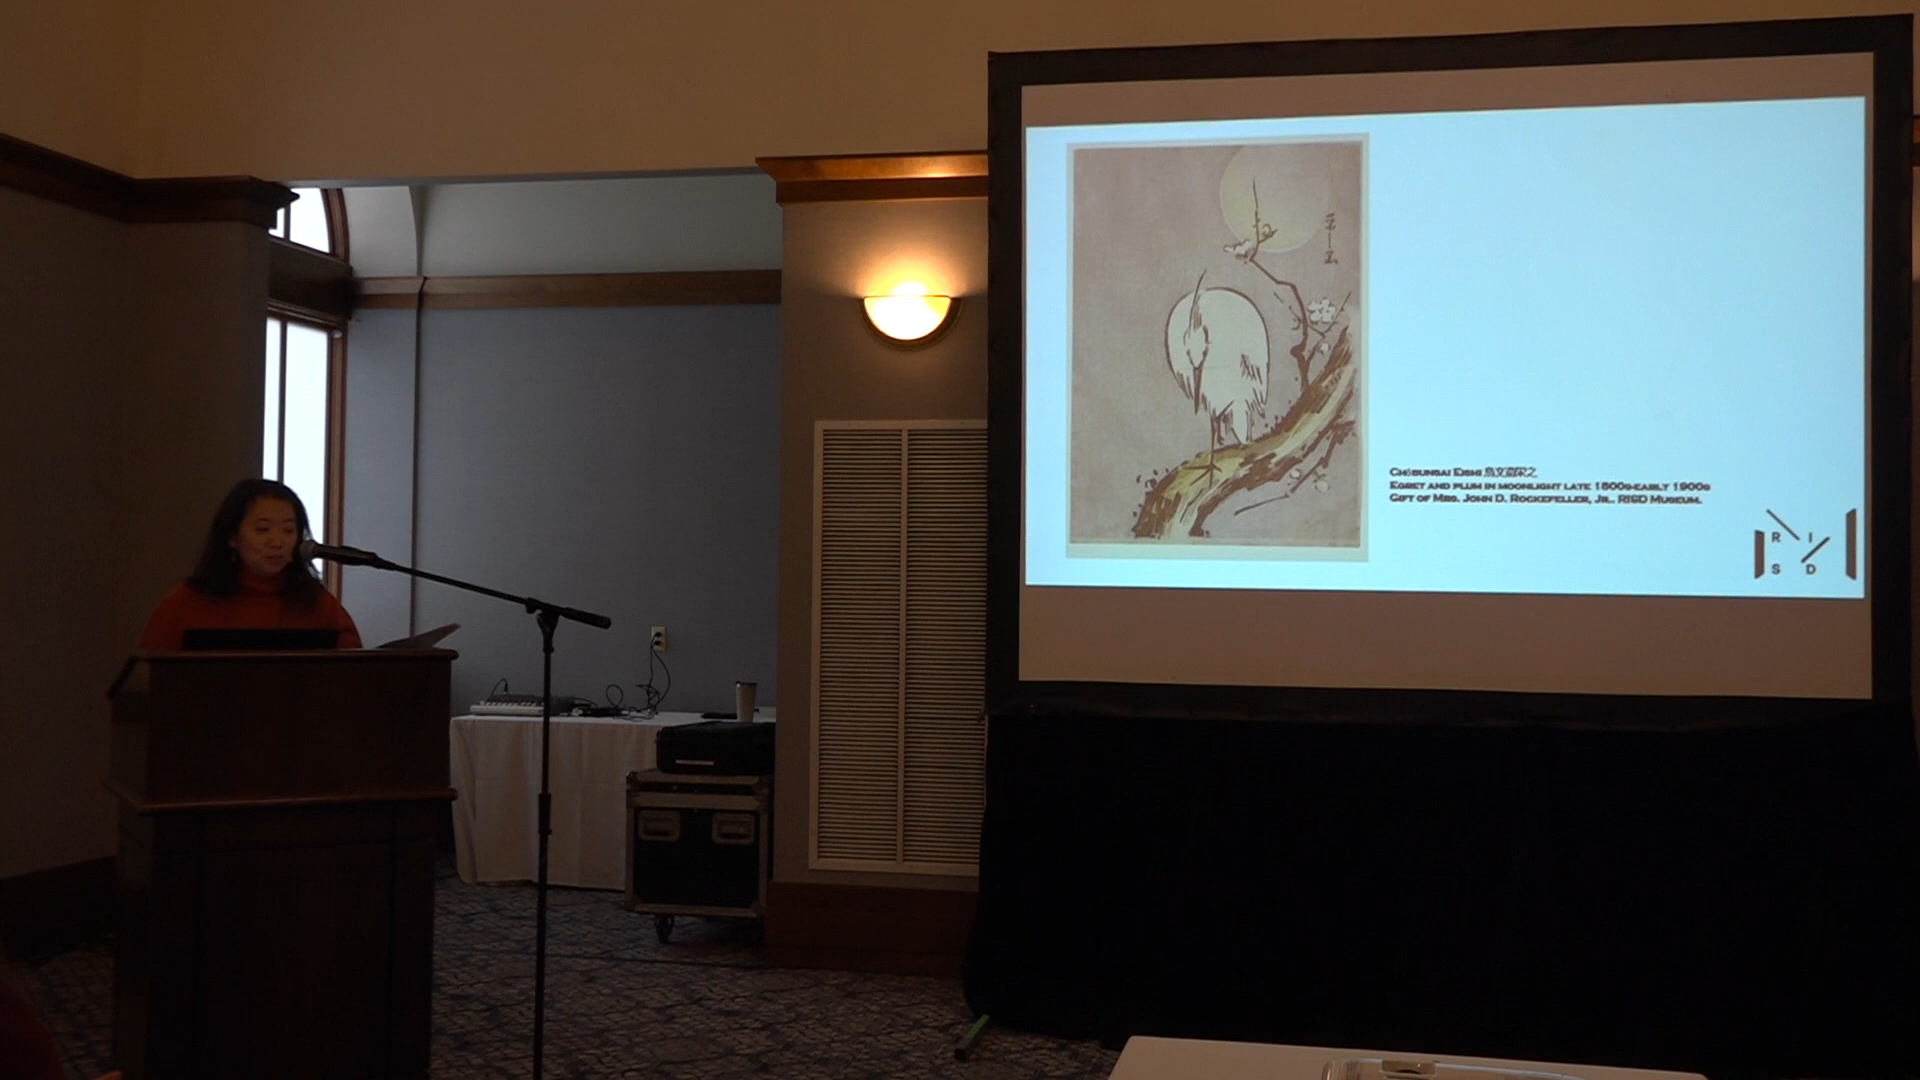 Chōbunsai Eishi 鳥文斎栄之
Egret and plum in moonlight late 1800s-early 1900s
Gift of Mrs. John D. Rockefeller, Jr., RISD Museum.
R I
S D